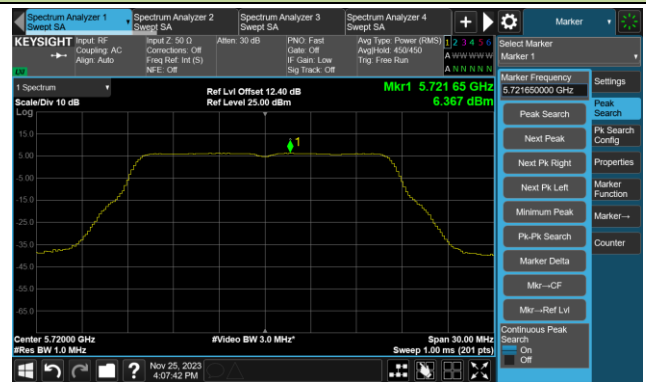 Spectrum Analyzer 1
Swept SA
Spectrum Analyzer 2
Swept SA
Spectrum Analyzer 3
Swept SA
Spectrum Analyzer 4
Swept SA
Marker
KEYSIGHT
Input: RF
Coupling: AC
Align: Auto
Input Z: 50 Ω
Corrections: Off
Freq Ref: Int (S)
NFE: Off
Atten: 30 dB
PNO: Fast
Gate: Off
IF Gain: Low
Sig Track: Off
Avg Type: Power (RMS)
Avg|Hold: 450/450
Trig: Free Run
1 2 3 4 5 6
A W W W W W
A N N N N N
LXI
Select Marker
Marker 1
1 Spectrum
Scale/Div 10 dB
Log
Ref Lvl Offset 12.40 dB
Ref Level 25.00 dBm
Mkr1 5.721 65 GHz
6.367 dBm
15.0
5.00
-5.00
-15.0
-25.0
-35.0
-45.0
-55.0
-65.0
1
Center 5.72000 GHz
#Res BW 1.0 MHz
#Video BW 3.0 MHz*
Span 30.00 MHz
Sweep 1.00 ms (201 pts)
Marker Frequency
5.721650000 GHz
Peak Search
Next Peak
Next Pk Right
Next Pk Left
Minimum Peak
Pk-Pk Search
Marker Delta
Mkr→CF
Mkr→Ref Lvl
Continuous Peak
Search
On
Off
Settings
Peak
Search
Pk Search
Config
Properties
Marker
Function
Marker→
Counter
?
Nov 25, 2023
4:07:42 PM